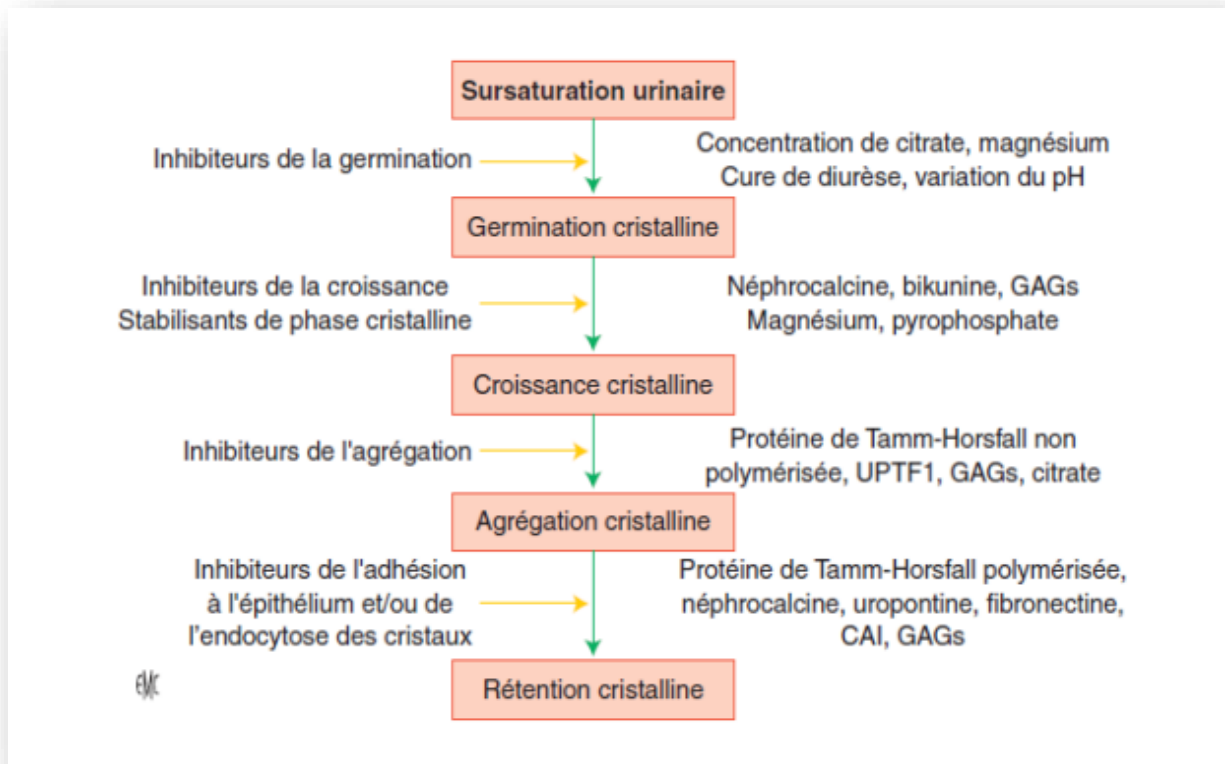 Sursaturation urinaire
Inhibiteurs de la germination
Concentration de citrate, magnésium
Cure de diurèse, variation du pH
Germination cristalline
Inhibiteurs de la croissance
Stabilisants de phase cristalline
Néphrocalcine, bikunine, GAGs
Magnésium, pyrophosphate
Croissance cristalline
Inhibiteurs de l'agrégation
Protéine de Tamm-Horsfall non
polymérisée, UPTF1, GAGs, citrate
Agrégation cristalline
Inhibiteurs de l'adhésion
à l'épithélium et/ou de
l'endocytose des cristaux
Protéine de Tamm-Horsfall polymérisée,
néphrocalcine, uropontine, fibronectine,
CAI, GAGs
EMC
Rétention cristalline